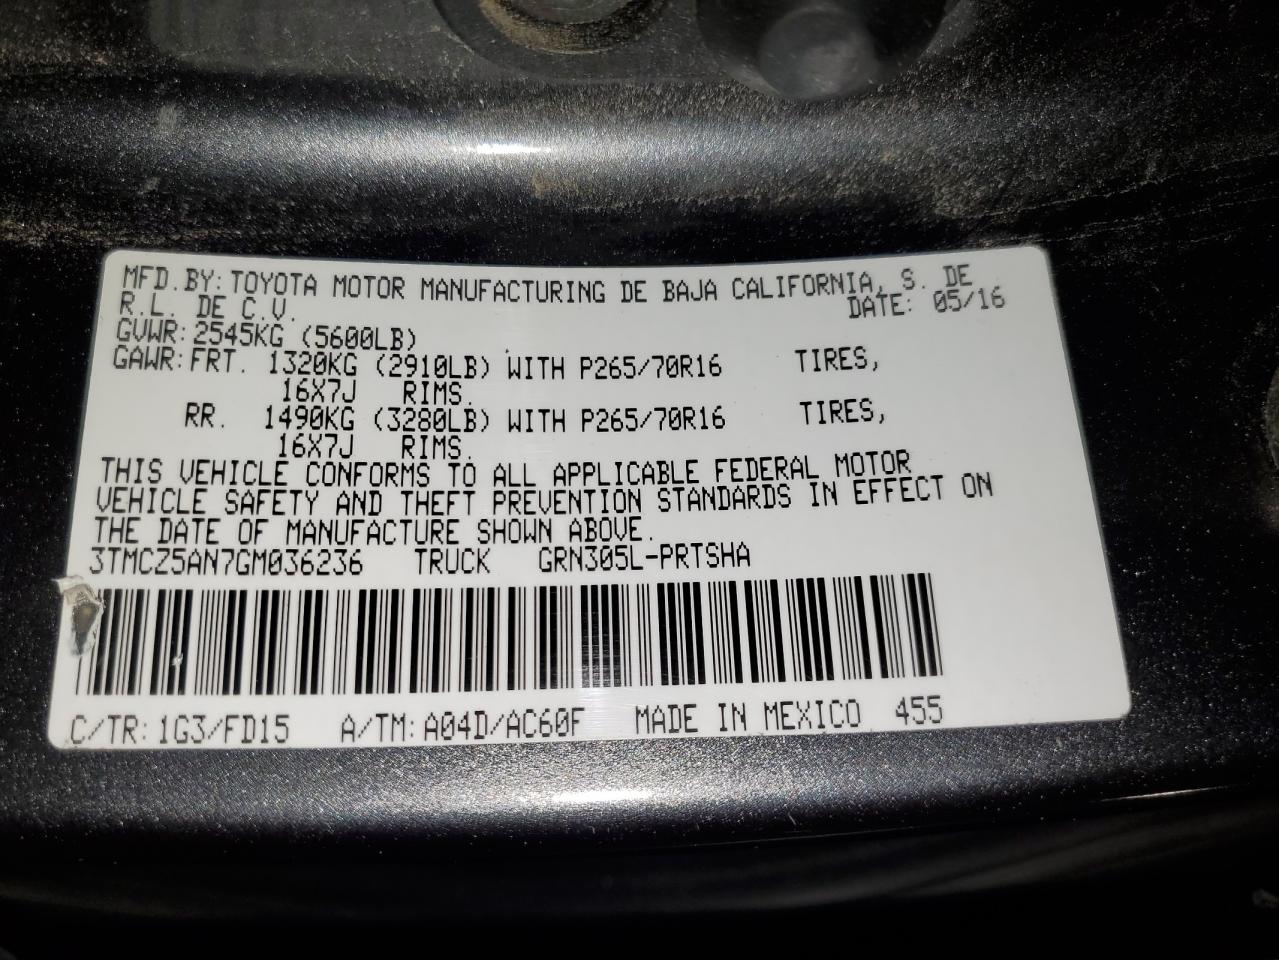 MFD.BY: TOYOTA MOTOR MANUFACTURING DE BAJA CALIFORNIA, S. DE
R.L. DE C.V. DATE: 05/16
GVWR: 2545KG (5600LB)
GAWR: FRT. 1320KG (2910LB) WITH P265/70R16 TIRES,
16X7J RIMS.
RR. 1490KG (3280LB) WITH P265/70R16 TIRES,
16X7J RIMS.
THIS VEHICLE CONFORMS TO ALL APPLICABLE FEDERAL MOTOR
VEHICLE SAFETY AND THEFT PREVENTION STANDARDS IN EFFECT ON
THE DATE OF MANUFACTURE SHOWN ABOVE.
3TMCZ5AN7GM036236 TRUCK GRN305L-PRTSHA
C/TR: 1G3/FD15 A/TM: A04D/AC60F MADE IN MEXICO 455